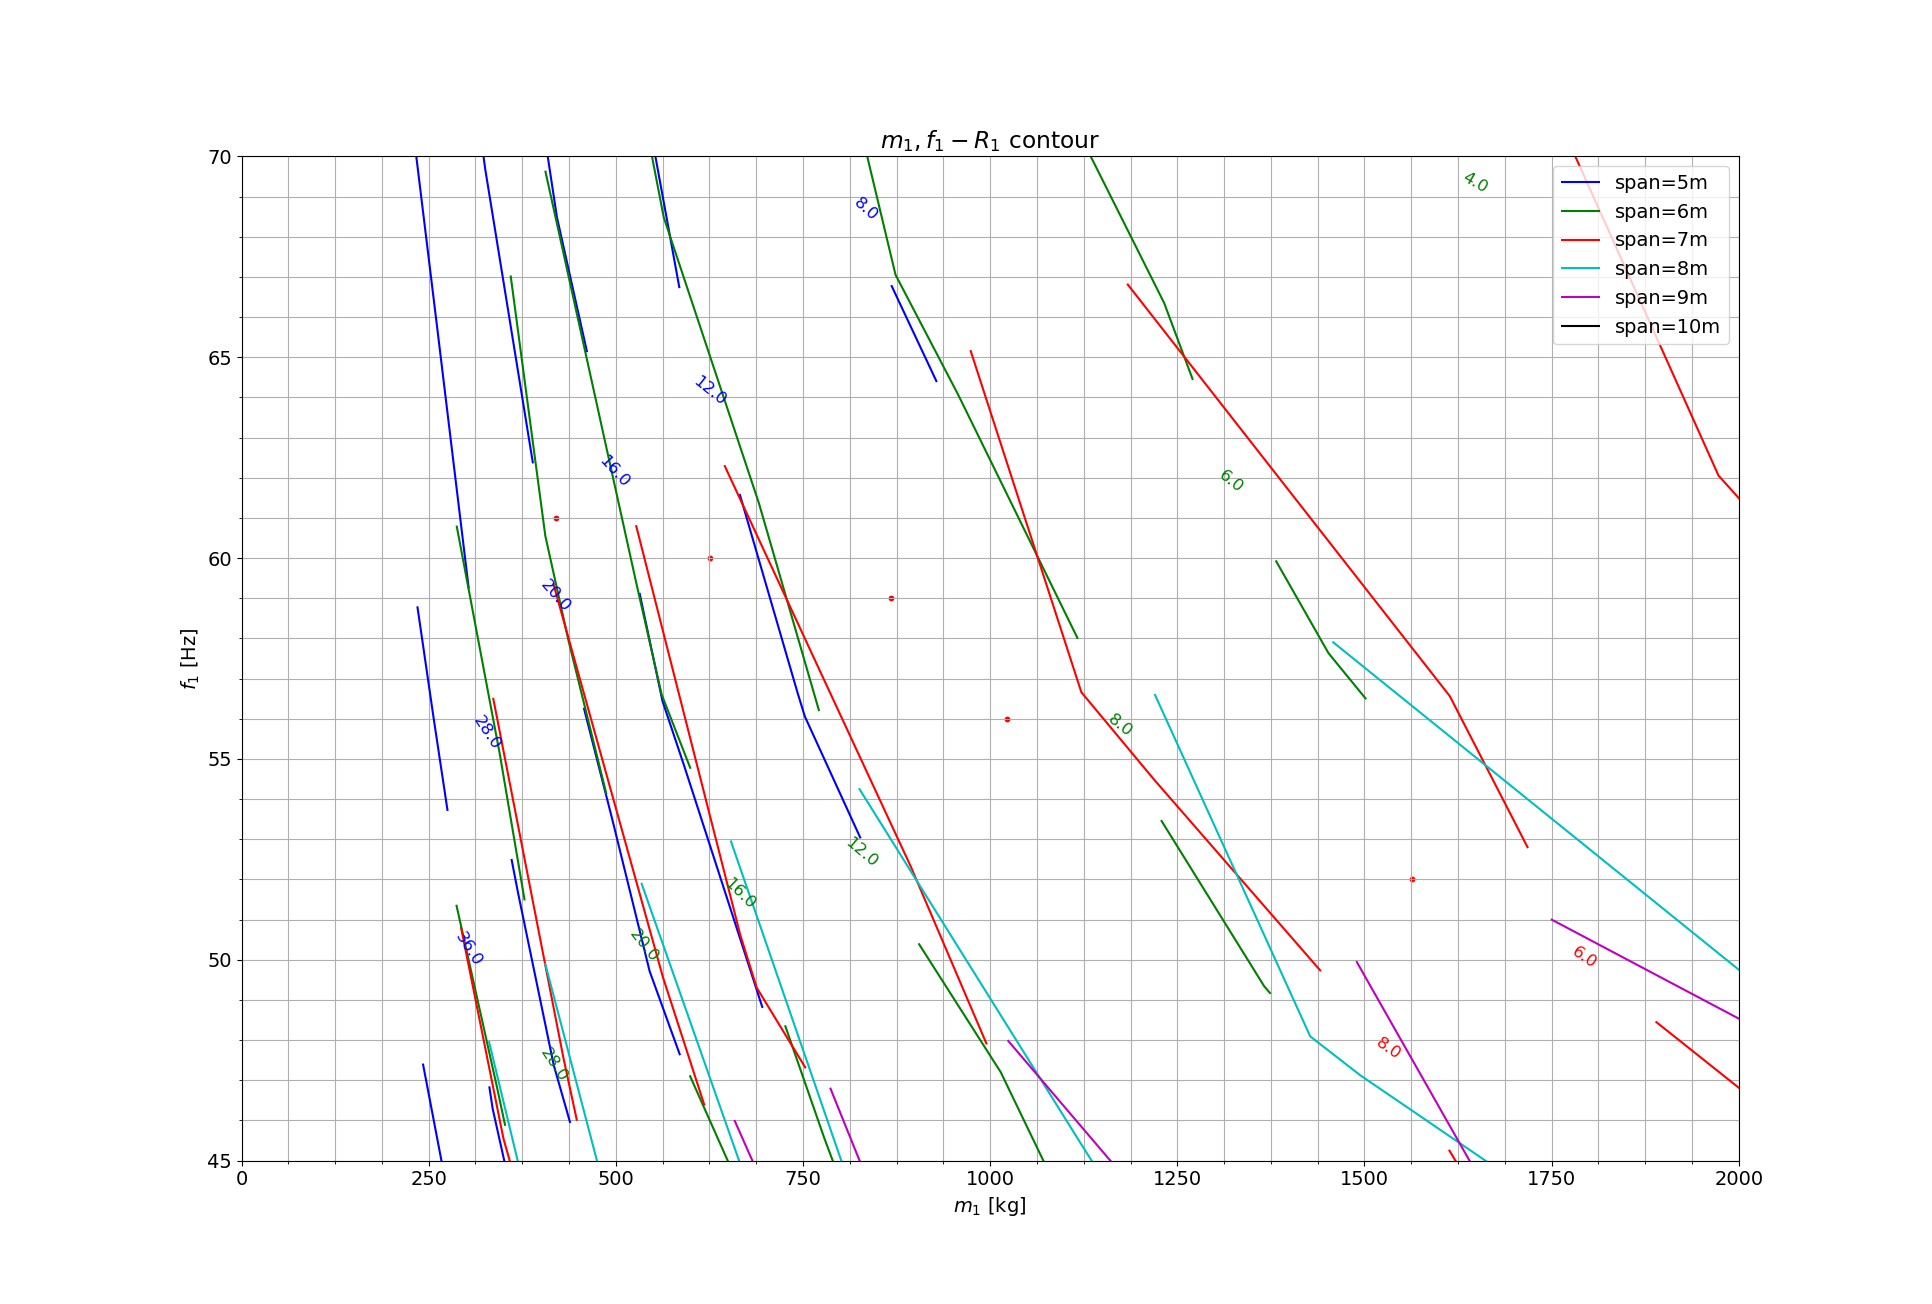 m₁, f₁ − R₁ contour
70
65
60
55
50
45
f₁ [Hz]
0 250 500 750 1000 1250 1500 1750 2000
m₁ [kg]
span=5m
span=6m
span=7m
span=8m
span=9m
span=10m
4.0
8.0
12.0
16.0
6.0
20.0
28.0
8.0
12.0
16.0
20.0
36.0
6.0
8.0
28.0